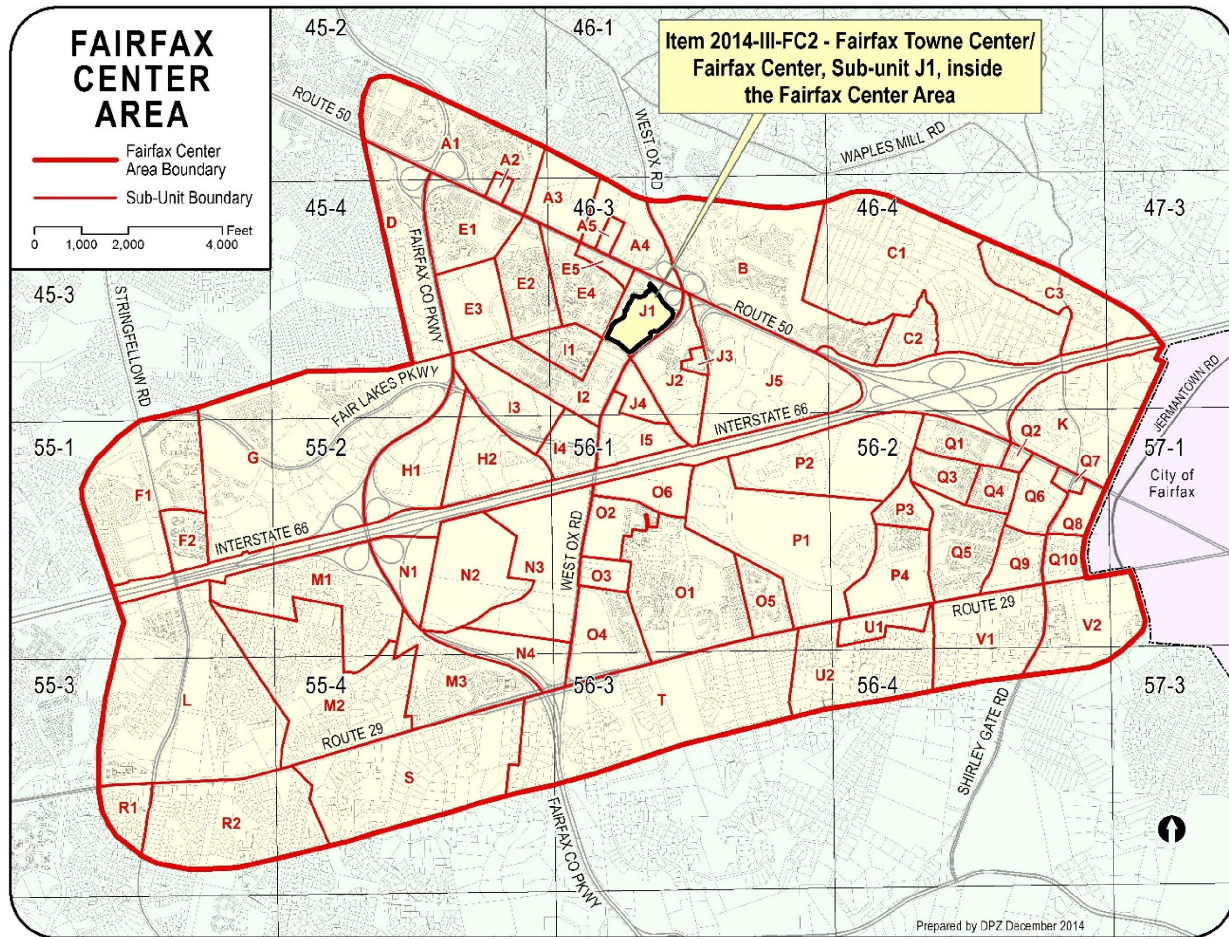 FAIRFAX
CENTER
AREA
Fairfax Center
Area Boundary
Sub-Unit Boundary
0 1,000 2,000 4,000 Feet
Item 2014-III-FC2 - Fairfax Towne Center/
Fairfax Center, Sub-unit J1, inside
the Fairfax Center Area
45-2
46-1
ROUTE 50
WEST OX RD
WAPLES MILL RD
A1
A2
45-4
A3
46-3
46-4
47-3
D
E1
A5
A4
B
C1
FAIRFAX CO PKWY
E5
E2
E4
E3
J1
C3
45-3
STRINGFELLOW RD
ROUTE 50
C2
I1
J3
J2
J5
JERMANTOWN RD
FAIR LAKES PKWY
I2
I3
J4
INTERSTATE 66
K
55-1
55-2
G
I4
56-1
I5
56-2
Q1
Q2
57-1
H1
H2
P2
Q3
Q4
Q7
City of
Fairfax
F1
O6
Q6
F2
INTERSTATE 66
O2
P3
Q8
WEST OX RD
P1
Q5
M1
N1
N2
N3
O3
O1
O5
P4
Q9
Q10
ROUTE 29
O4
U1
V1
V2
N4
55-3
55-4
M3
56-3
56-4
57-3
L
M2
T
U2
ROUTE 29
SHIRLEY GATE RD
S
R1
R2
FAIRFAX CO PKWY
Prepared by DPZ December 2014